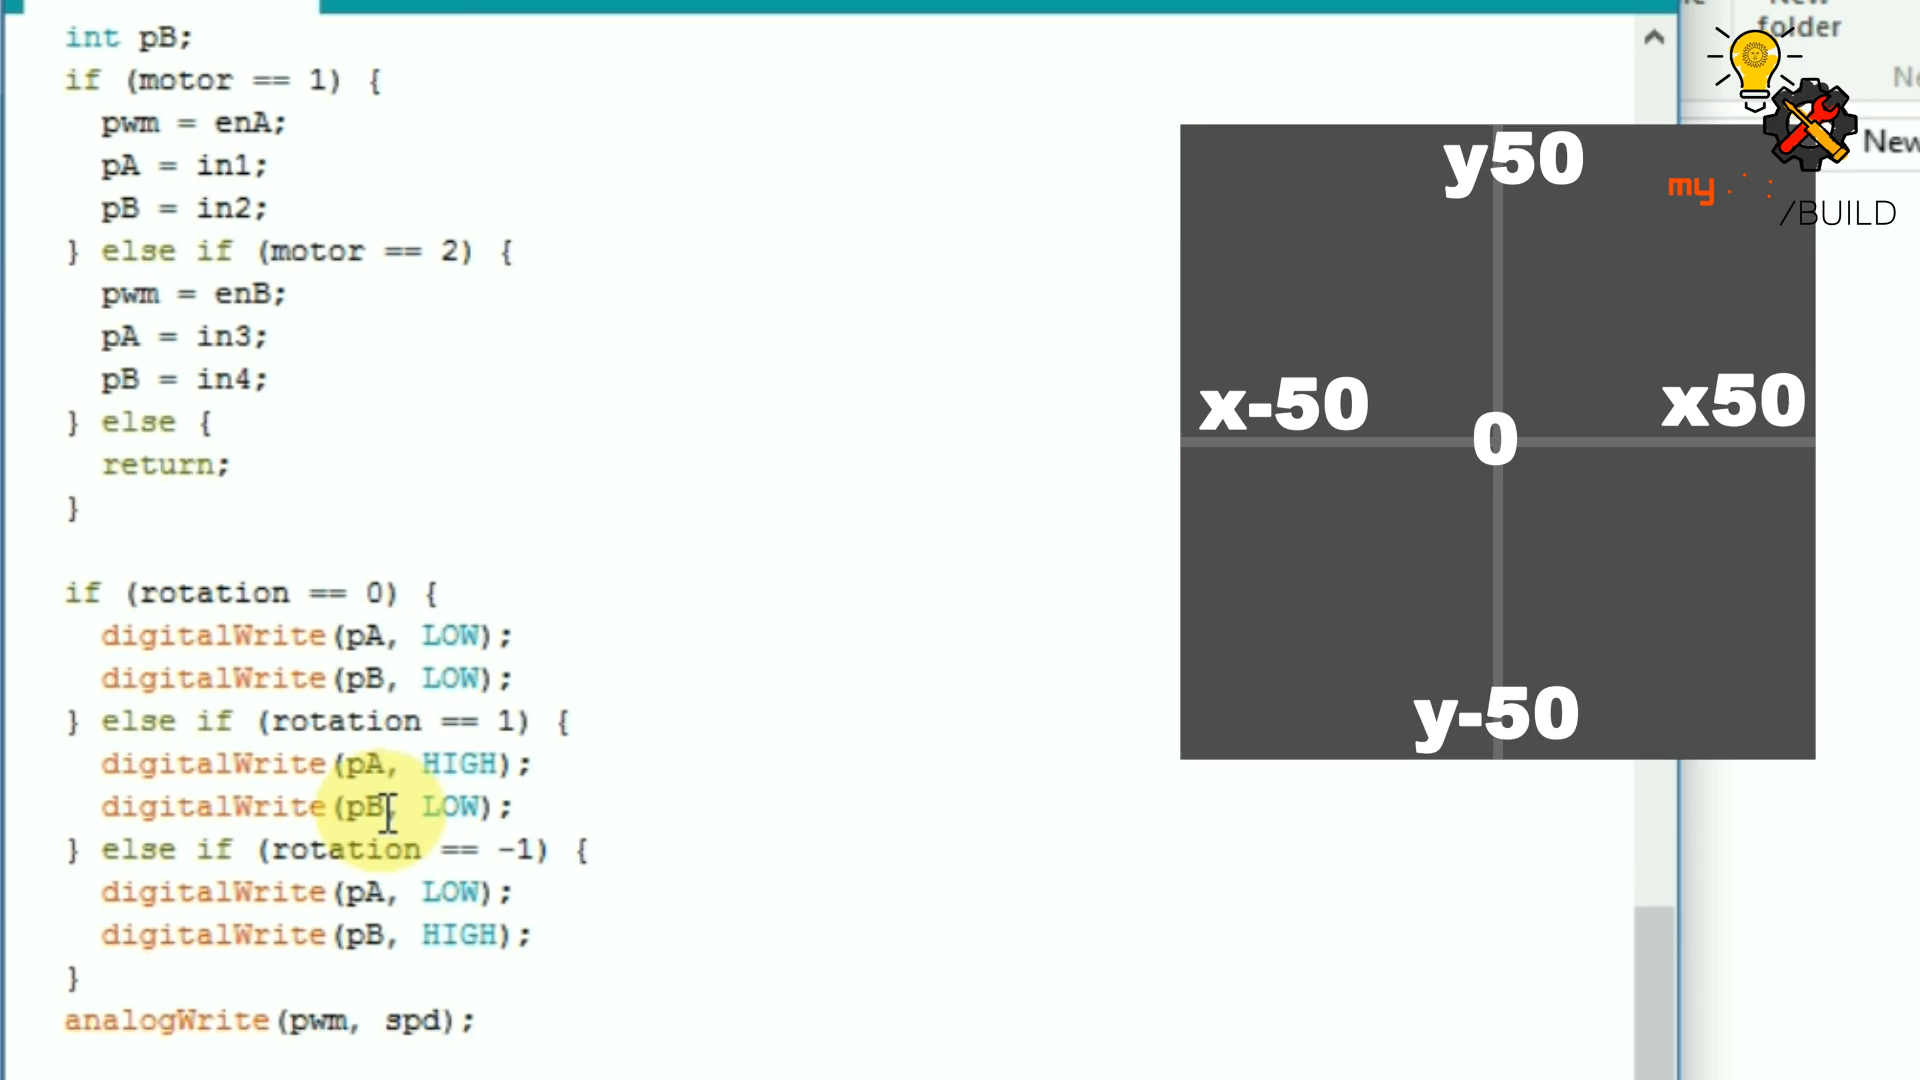 int pB;
if (motor == 1) {
pwm = enA;
pA = in1;
pB = in2;
} else if (motor == 2) {
pwm = enB;
pA = in3;
pB = in4;
} else {
return;
}
if (rotation == 0) {
digitalWrite(pA, LOW);
digitalWrite(pB, LOW);
} else if (rotation == 1) {
digitalWrite(pA, HIGH);
digitalWrite(pB, LOW);
} else if (rotation == -1) {
digitalWrite(pA, LOW);
digitalWrite(pB, HIGH);
}
analogWrite(pwm, spd);
y50
x-50
x50
0
y-50
New
folder
New
my
/BUILD